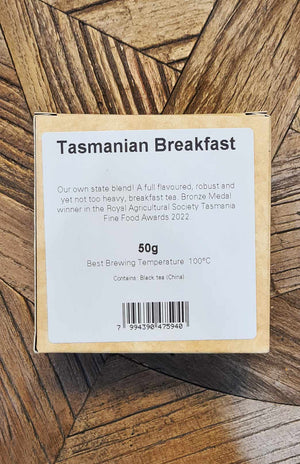 Tasmanian Breakfast
Our own state blend! A full flavoured, robust and
yet not too heavy, breakfast tea. Bronze Medal
winner in the Royal Agricultural Society Tasmania
Fine Food Awards 2022.
50g
Best Brewing Temperature: 100°C
Contains: Black tea (China)
7 994390 475940